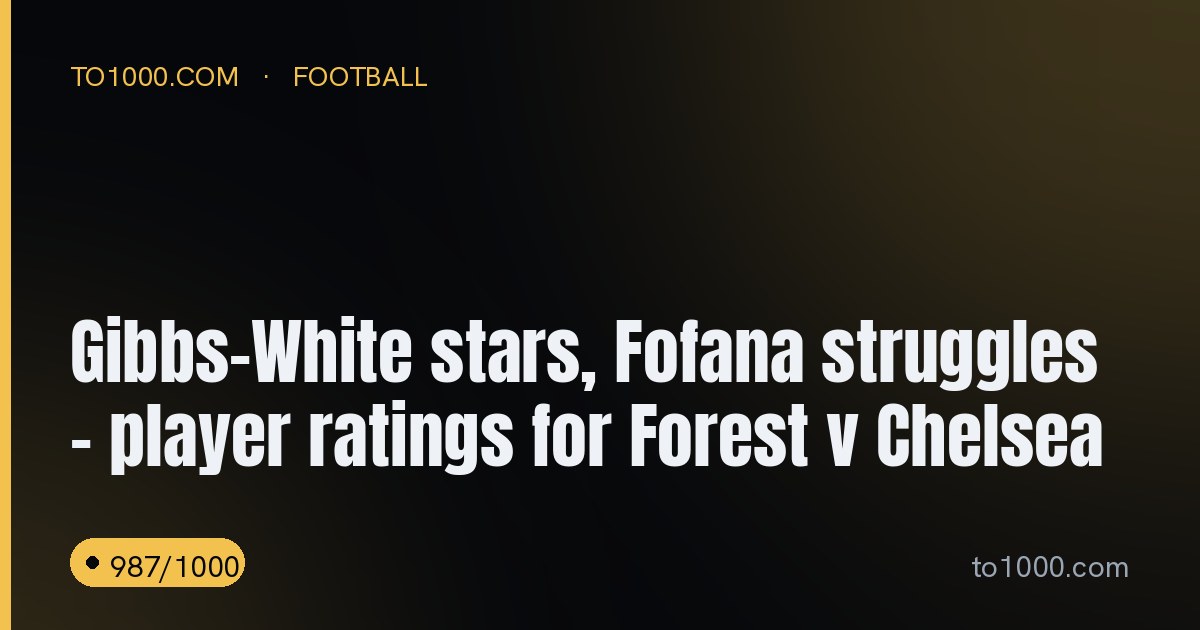 TO1000.COM · FOOTBALL
Gibbs-White stars, Fofana struggles
- player ratings for Forest v Chelsea
987/1000
to1000.com